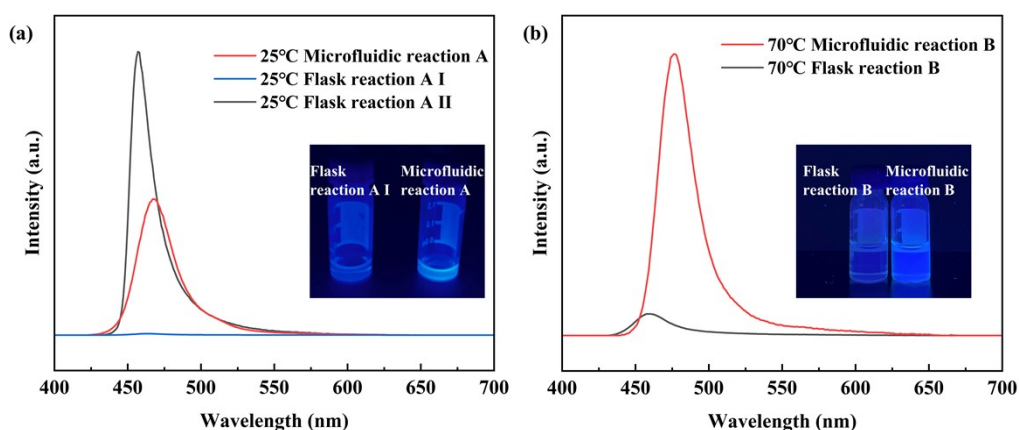 (a)
25°C Microfluidic reaction A
25°C Flask reaction A I
25°C Flask reaction A II
Flask
reaction A I
Microfluidic
reaction A
Intensity (a.u.)
400 450 500 550 600 650 700
Wavelength (nm)
(b)
70°C Microfluidic reaction B
70°C Flask reaction B
Flask
reaction B
Microfluidic
reaction B
Intensity (a.u.)
400 450 500 550 600 650 700
Wavelength (nm)